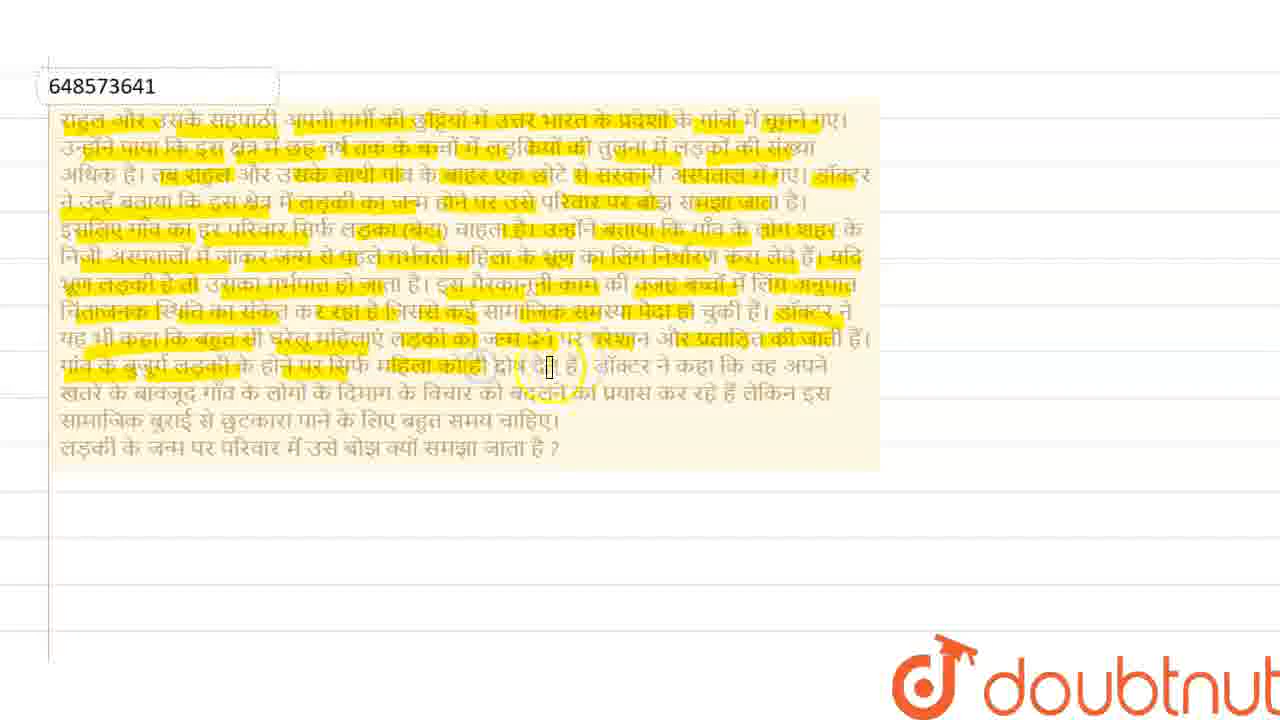 648573641
राहुल और उसके सहपाठी अपनी गर्मी की छुट्टियों में उत्तर भारत के प्रदेशों के गांवों में घूमने गए।
उन्होंने पाया कि इस क्षेत्र में छह वर्ष तक के बच्चों में लड़कियों की तुलना में लड़कों की संख्या
अधिक है। तब राहुल और उसके साथी गांव के बाहर एक छोटे से सरकारी अस्पताल में गए। डॉक्टर
ने उन्हें बताया कि इस क्षेत्र में लड़की का जन्म होने पर उसे परिवार पर बोझ समझा जाता है।
इसलिए गाँव का हर परिवार सिर्फ लड़का (बेटा) चाहता है। उन्होंने बताया कि गाँव के लोग शहर के
निजी अस्पतालों में जाकर जन्म से पहले गर्भवती महिला के भ्रूण का लिंग निर्धारण करा लेते हैं। यदि
भ्रूण लड़की है तो उसका गर्भपात हो जाता है। इस गैरकानूनी काम की वजह बच्चों में लिंग अनुपात
चिंताजनक स्थिति का संकेत कर रहा है जिससे कई सामाजिक समस्या पैदा हो चुकी है। डॉक्टर ने
यह भी कहा कि बहुत सी घरेलू महिलाएं लड़की को जन्म देने पर परेशान और प्रताड़ित की जाती हैं।
गांव के बुजुर्ग लड़की के होने पर सिर्फ महिला को ही दोष देते हैं डॉक्टर ने कहा कि वह अपने
खतरे के बावजूद गाँव के लोगों के दिमाग के विचार को बदलने का प्रयास कर रहे हैं लेकिन इस
सामाजिक बुराई से छुटकारा पाने के लिए बहुत समय चाहिए।
लड़की के जन्म पर परिवार में उसे बोझ क्यों समझा जाता है ?
doubtnut